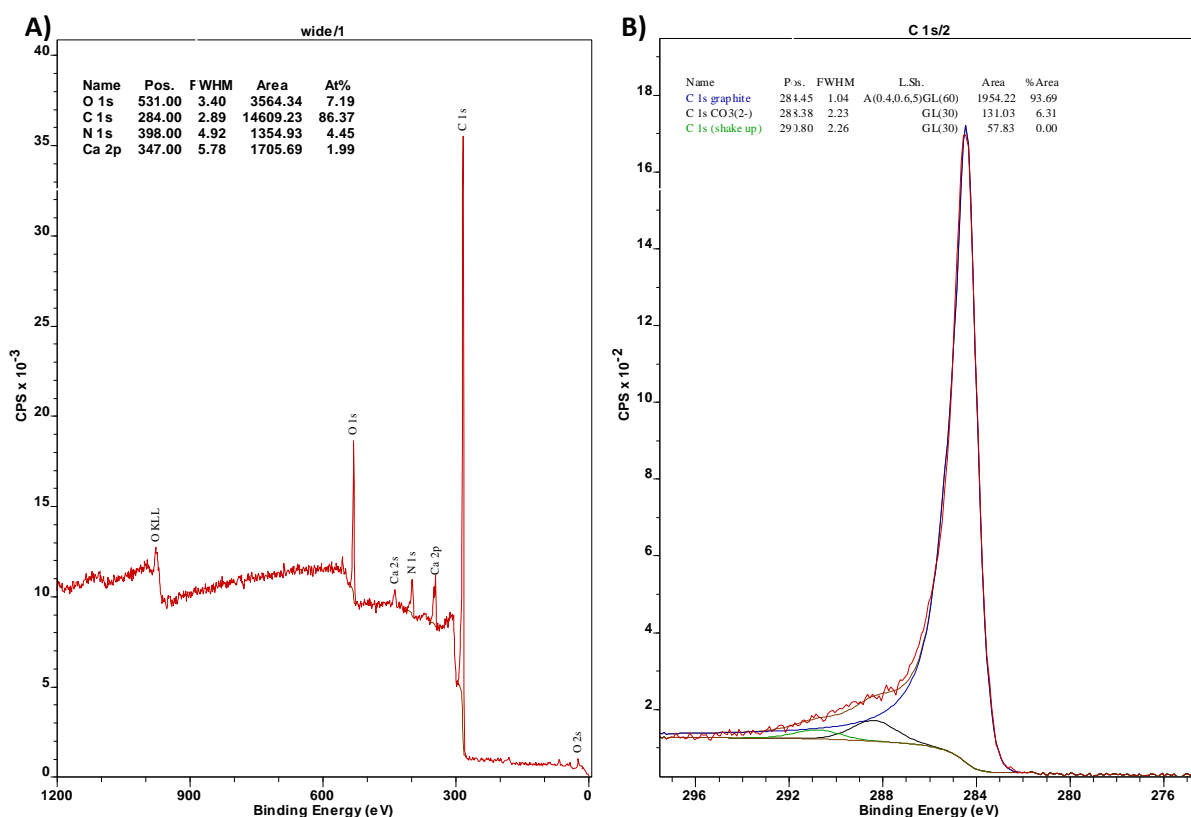 A)
wide/1
Name Pos. FWHM Area At%
O 1s 531.00 3.40 3564.34 7.19
C 1s 284.00 2.89 14609.23 86.37
N 1s 398.00 4.92 1354.93 4.45
Ca 2p 347.00 5.78 1705.69 1.99
CPS x 10-3
40
35
30
25
20
15
10
5
0
O KLL
O 1s
Ca 2s
N 1s
Ca 2p
C 1s
O 2s
1200 900 600 300 0
Binding Energy (eV)
B)
C 1s/2
Name Pos. FWHM L.Sh. Area %Area
C 1s graphite 284.45 1.04 A(0.4,0.6,5)GL(60) 1954.22 93.69
C 1s CO3(2-) 288.38 2.23 GL(30) 131.03 6.31
C 1s (shake up) 290.80 2.26 GL(30) 57.83 0.00
CPS x 10-2
18
16
14
12
10
8
6
4
2
296 292 288 284 280 276
Binding Energy (eV)